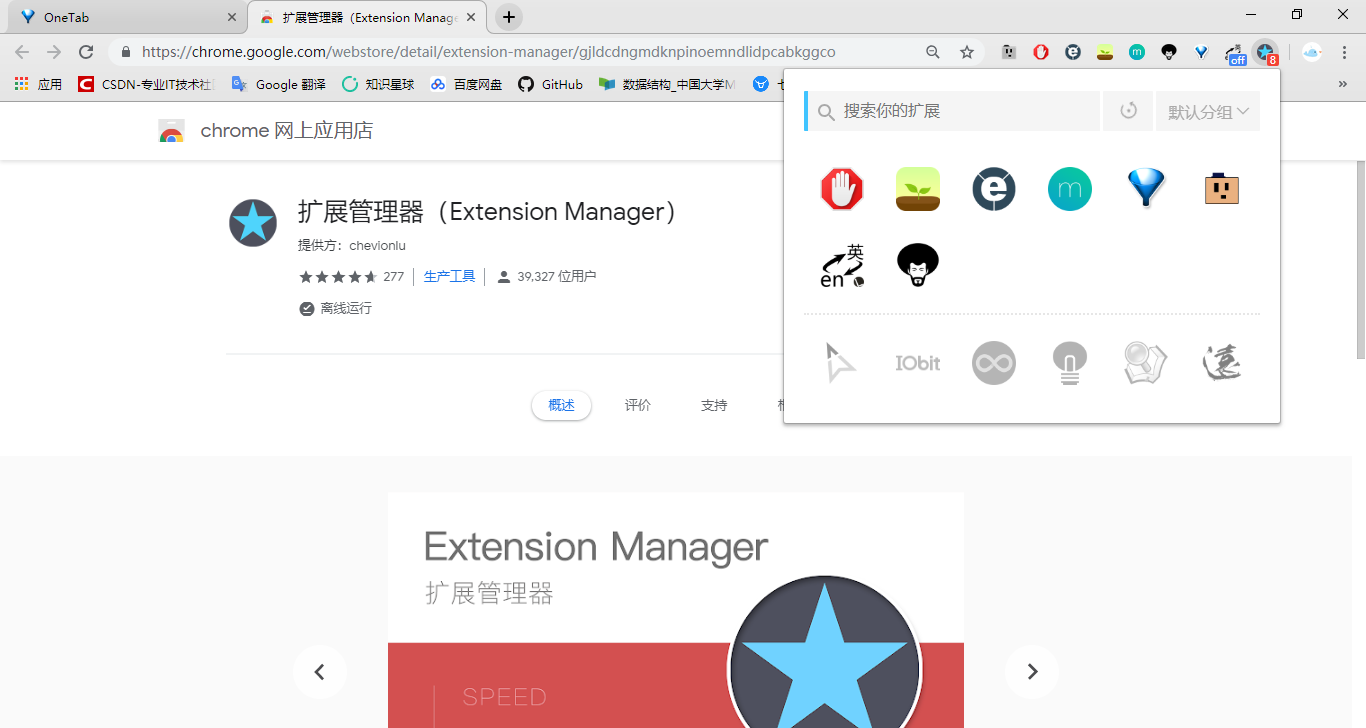 OneTab
扩展管理器（Extension Manage
https://chrome.google.com/webstore/detail/extension-manager/gjldcdngmdknpinoemndlidpcabkggco
off
8
应用
CSDN-专业IT技术社
Google 翻译
知识星球
百度网盘
GitHub
数据结构_中国大学M
»
chrome 网上应用店
搜索你的扩展
默认分组
扩展管理器（Extension Manager）
提供方：chevionlu
277
生产工具
39,327 位用户
离线运行
英
en
m
IObit
遠
概述
评价
支持
Extension Manager
扩展管理器
SPEED